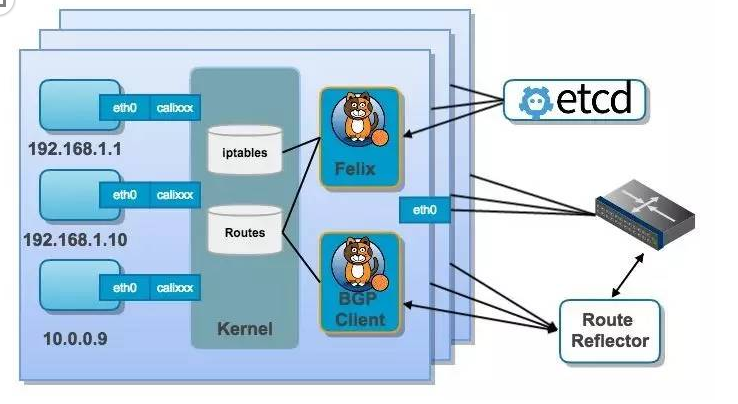 eth0 calixxx
192.168.1.1
eth0 calixxx
192.168.1.10
eth0 calixxx
10.0.0.9
iptables
Routes
Kernel
Felix
BGP
Client
eth0
etcd
Route
Reflector